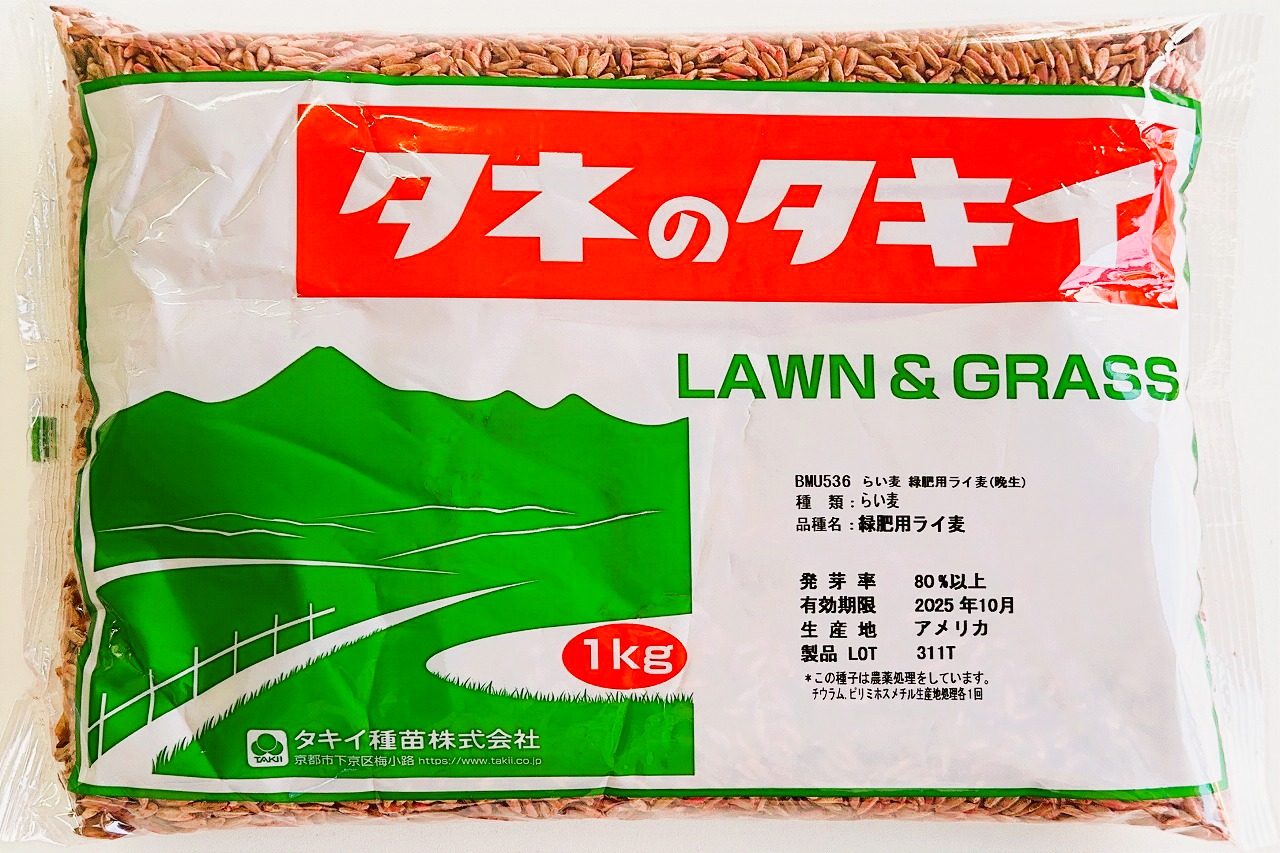 タネのタキイ
LAWN & GRASS
BMU536 らい麦 緑肥用ライ麦(晩生)
種 類:らい麦
品種名:緑肥用ライ麦
発芽率 80%以上
有効期限 2025年10月
生産地 アメリカ
製品 LOT 311T
*この種子は農薬処理をしています。
チウラム、ピリミホスメチル生産地処理各1回
1kg
TAKII
タキイ種苗株式会社
京都市下京区梅小路 https://www.takii.co.jp